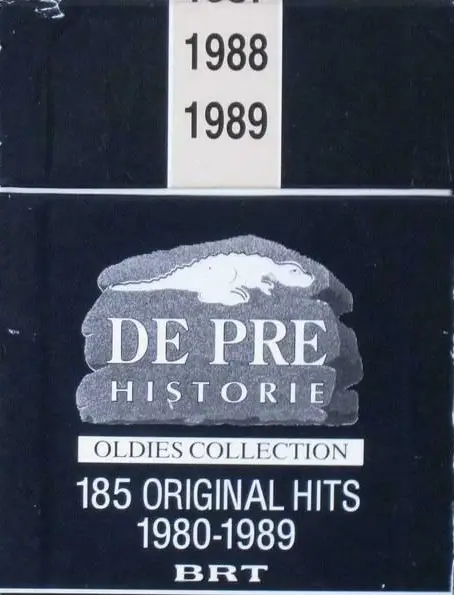 1988
1989
DE PRE
HISTORIE
OLDIES COLLECTION
185 ORIGINAL HITS
1980-1989
BRT